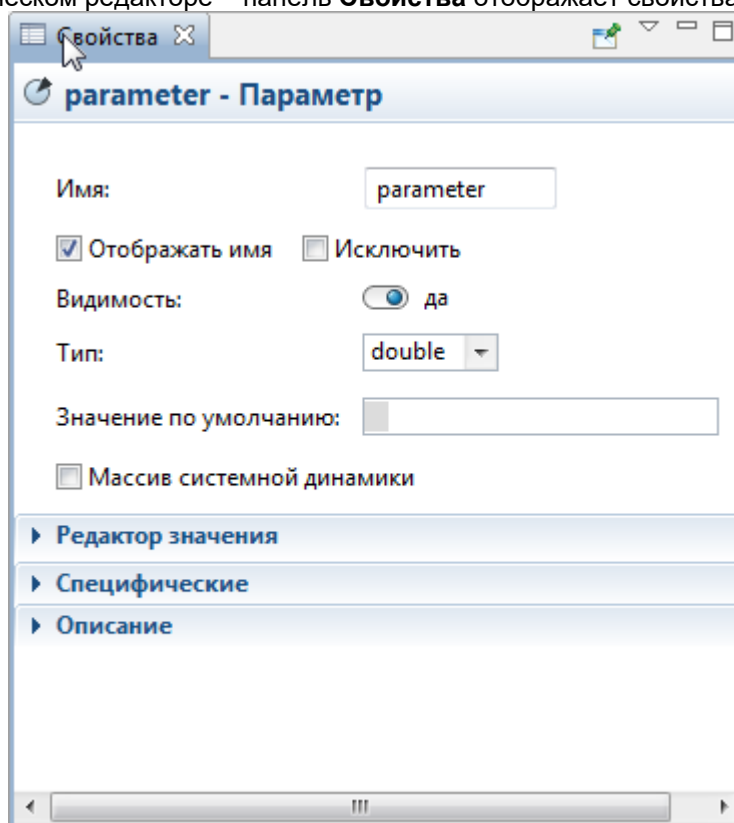 ческом редакторе – панель Свойства отображает свойства
Свойства
parameter - Параметр
Имя: parameter
Отображать имя Исключить
Видимость: да
Тип: double
Значение по умолчанию:
Массив системной динамики
Редактор значения
Специфические
Описание